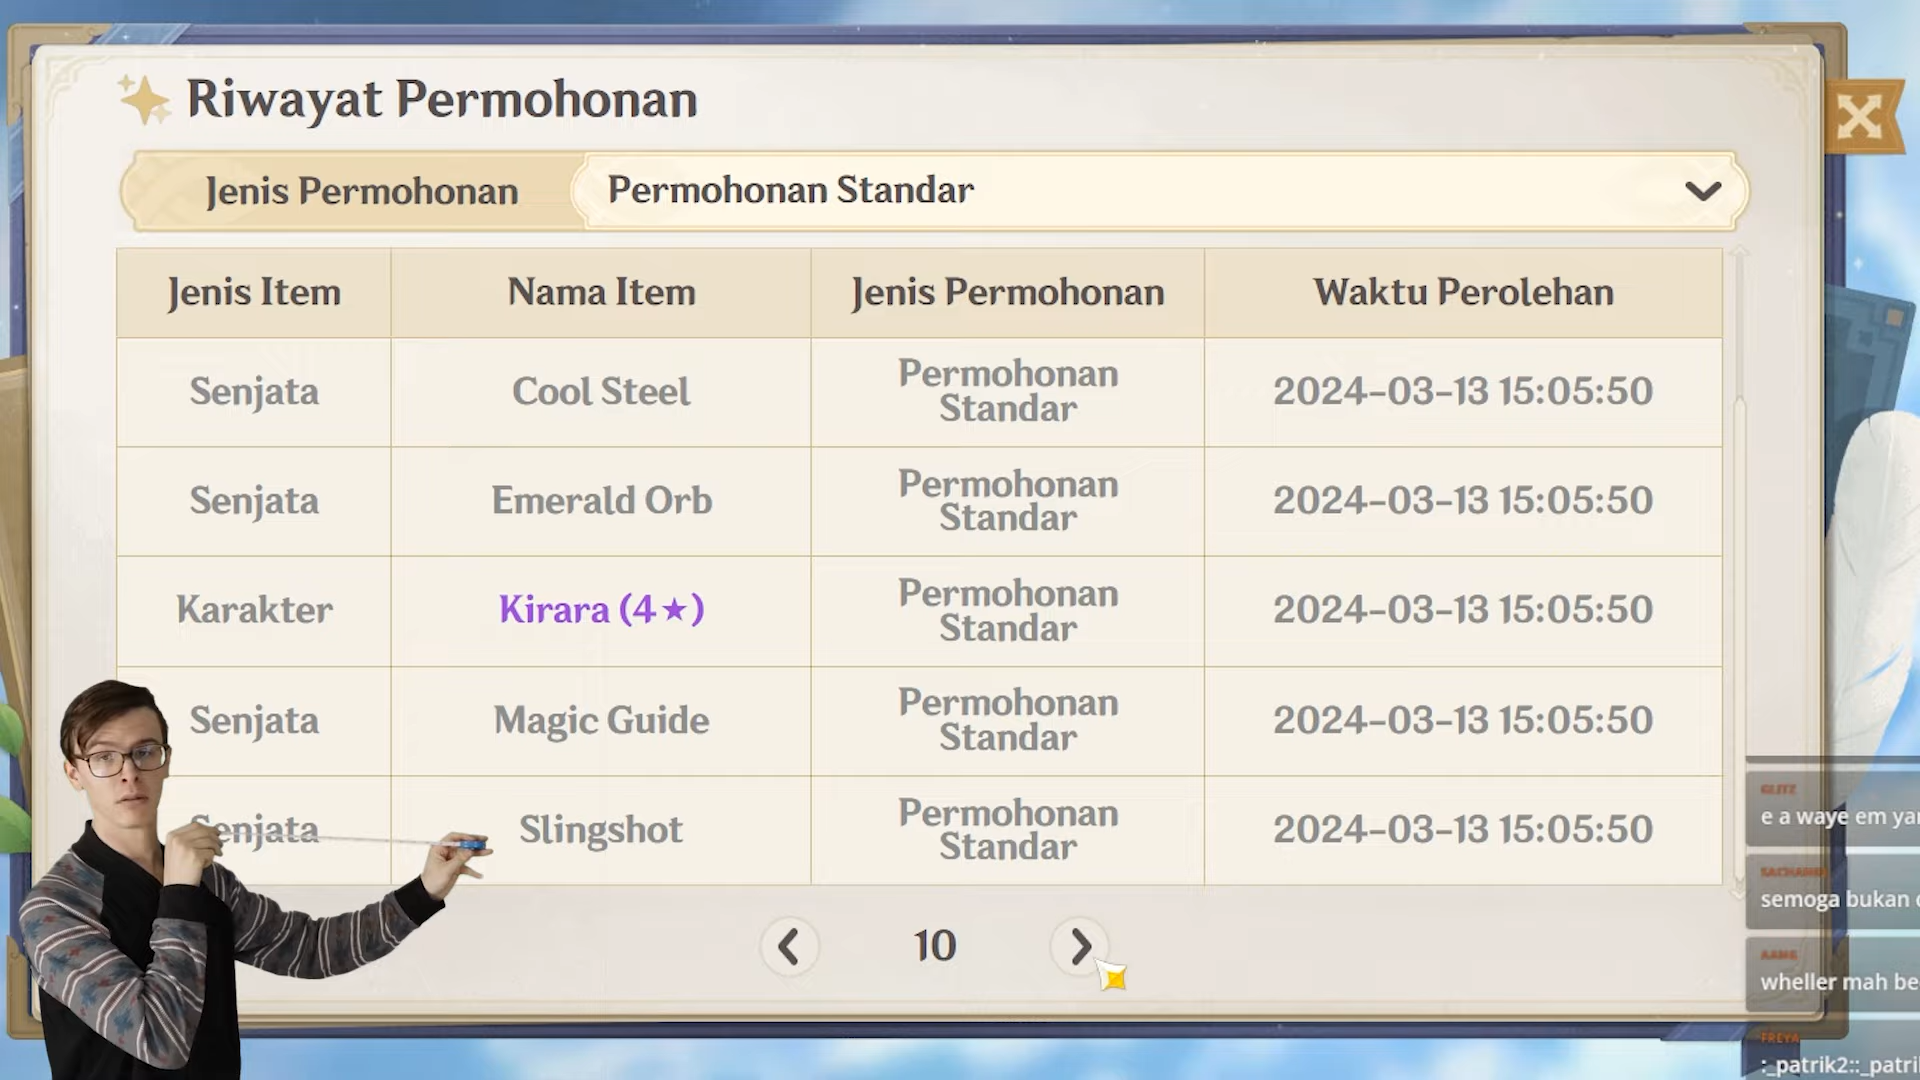 Riwayat Permohonan
Jenis Permohonan
Permohonan Standar
Jenis Item Nama Item Jenis Permohonan Waktu Perolehan
Senjata Cool Steel Permohonan Standar 2024-03-13 15:05:50
Senjata Emerald Orb Permohonan Standar 2024-03-13 15:05:50
Karakter Kirara (4★) Permohonan Standar 2024-03-13 15:05:50
Senjata Magic Guide Permohonan Standar 2024-03-13 15:05:50
Senjata Slingshot Permohonan Standar 2024-03-13 15:05:50
10
GLITZ
e a waye em
semoga bukan
wheller mah
FREYA
:_patrik2::